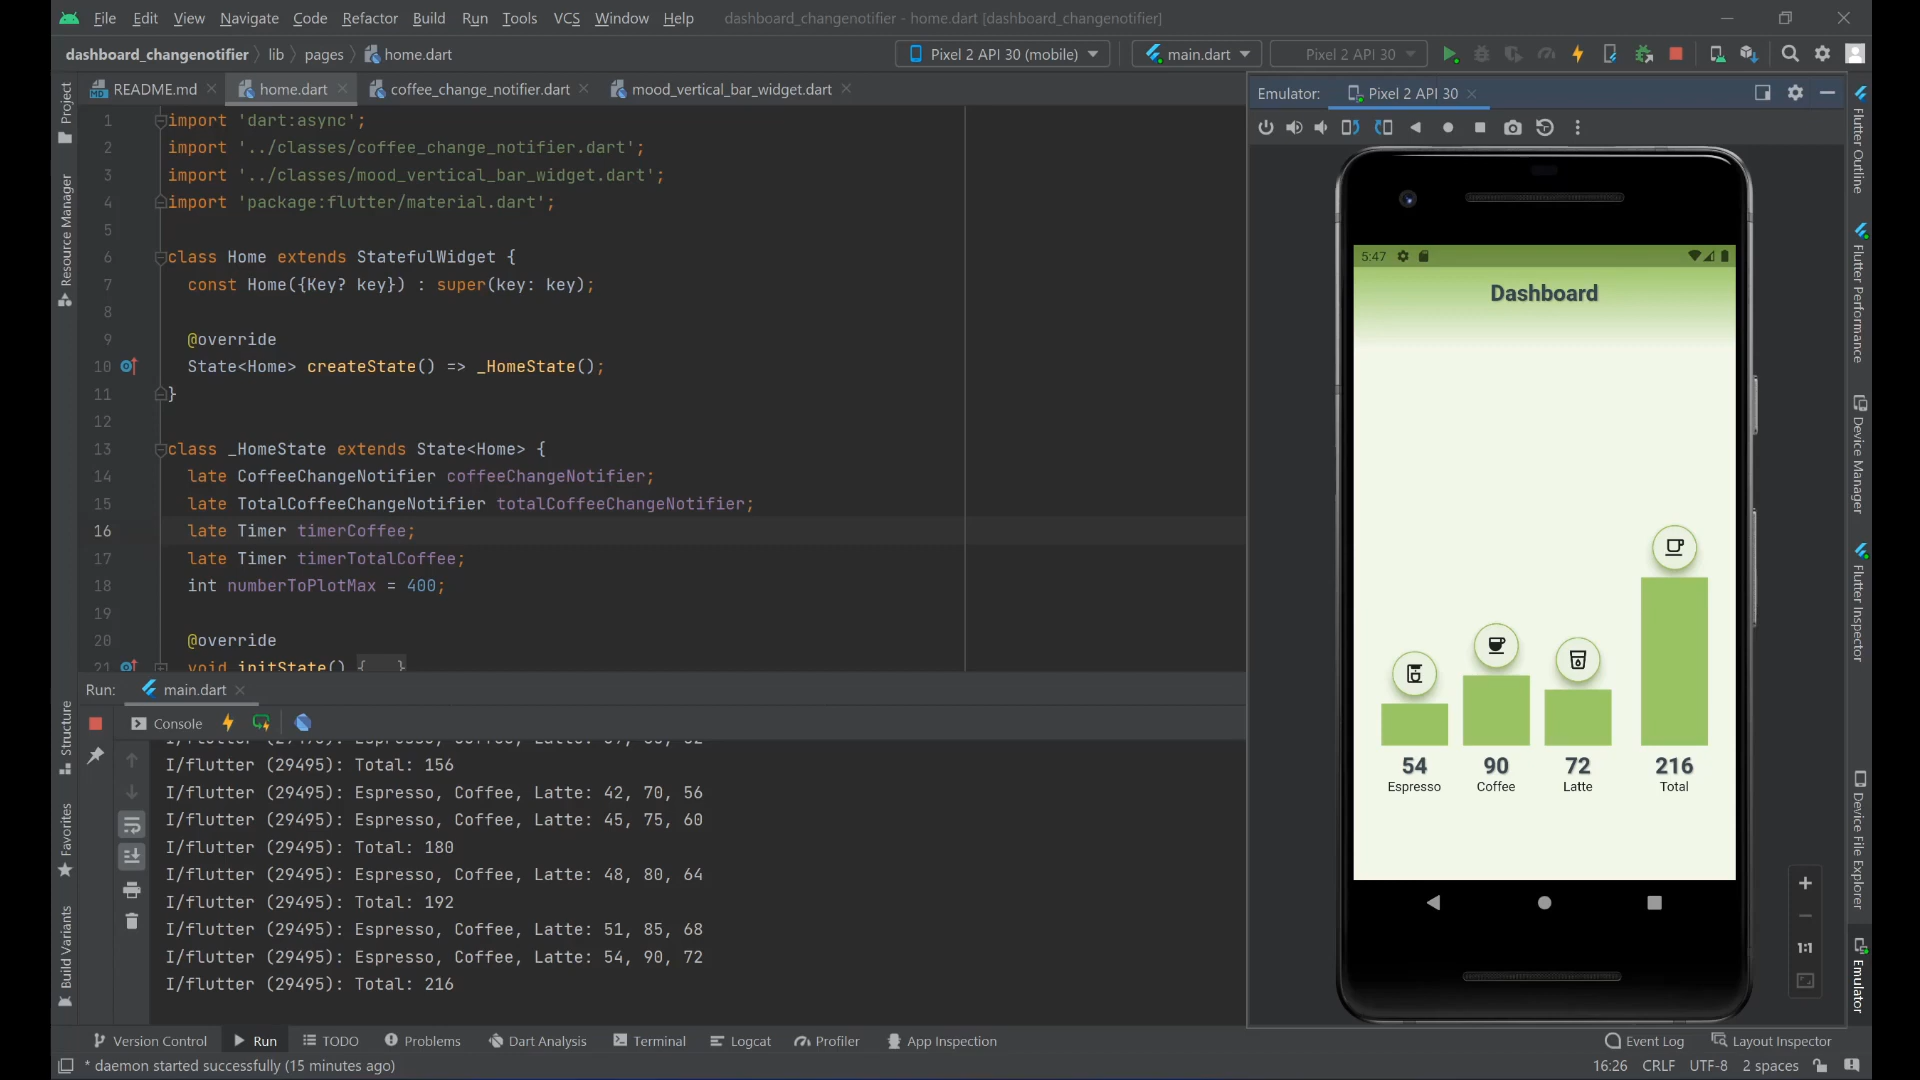 File Edit View Navigate Code Refactor Build Run Tools VCS Window Help dashboard_changenotifier - home.dart [dashboard_changenotifier]
dashboard_changenotifier lib pages home.dart Pixel 2 API 30 (mobile) main.dart Pixel 2 API 30
README.md home.dart coffee_change_notifier.dart mood_vertical_bar_widget.dart
Emulator: Pixel 2 API 30
Project
Resource Manager
Structure
Favorites
Build Variants
1 import 'dart:async';
2 import '../classes/coffee_change_notifier.dart';
3 import '../classes/mood_vertical_bar_widget.dart';
4 import 'package:flutter/material.dart';
5
6 class Home extends StatefulWidget {
7 const Home({Key? key}) : super(key: key);
8
9 @override
10 State<Home> createState() => _HomeState();
11 }
12
13 class _HomeState extends State<Home> {
14 late CoffeeChangeNotifier coffeeChangeNotifier;
15 late TotalCoffeeChangeNotifier totalCoffeeChangeNotifier;
16 late Timer timerCoffee;
17 late Timer timerTotalCoffee;
18 int numberToPlotMax = 400;
19
20 @override
21 void initState() {...}
Run: main.dart
Console
I/flutter (29495): Total: 156
I/flutter (29495): Espresso, Coffee, Latte: 42, 70, 56
I/flutter (29495): Espresso, Coffee, Latte: 45, 75, 60
I/flutter (29495): Total: 180
I/flutter (29495): Espresso, Coffee, Latte: 48, 80, 64
I/flutter (29495): Total: 192
I/flutter (29495): Espresso, Coffee, Latte: 51, 85, 68
I/flutter (29495): Espresso, Coffee, Latte: 54, 90, 72
I/flutter (29495): Total: 216
5:47
Dashboard
54 90 72 216
Espresso Coffee Latte Total
1:1
Flutter Outline
Flutter Performance
Device Manager
Flutter Inspector
Device File Explorer
Emulator
Version Control Run TODO Problems Dart Analysis Terminal Logcat Profiler App Inspection Event Log Layout Inspector
* daemon started successfully (15 minutes ago) 16:26 CRLF UTF-8 2 spaces